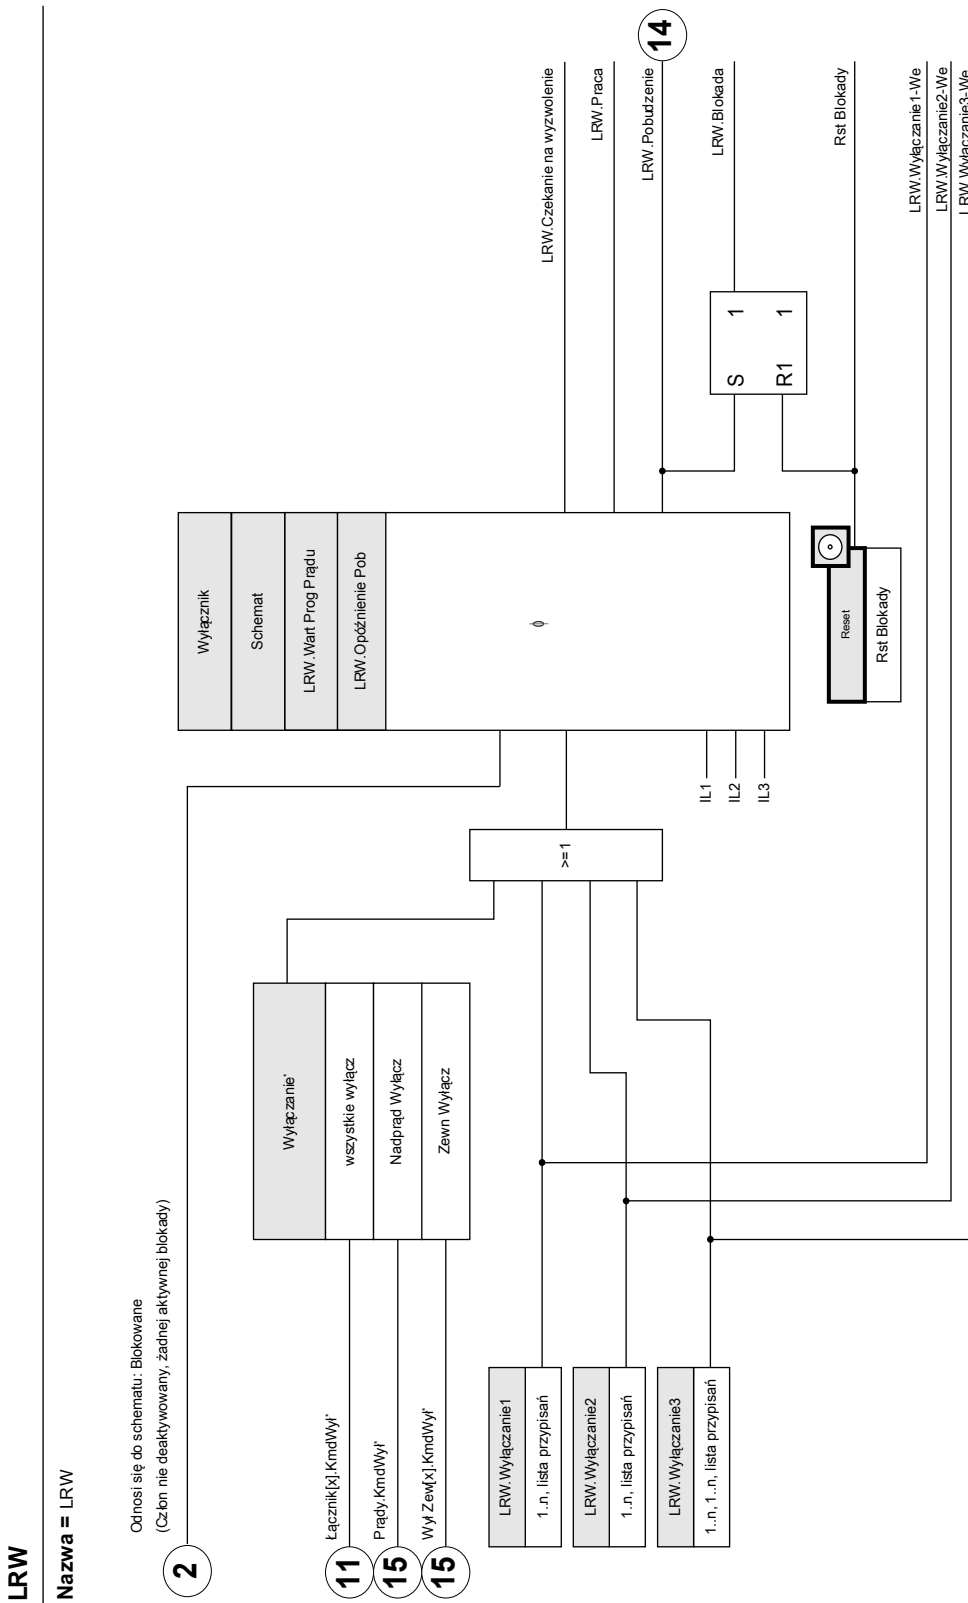 LRW
Nazwa = LRW
Odnosi się do schematu: Blokowane
(Człon nie deaktywowany, żadnej aktywnej blokady)
2
Łącznik[x].KmdWył'
11
Prądy.KmdWył'
15
Wył Zew[x].KmdWył'
15
Wyłączanie'
wszystkie wyłącz
Nadprąd Wyłącz
Zewn Wyłącz
LRW.Wyłączanie1
1..n, lista przypisań
LRW.Wyłączanie2
1..n, lista przypisań
LRW.Wyłączanie3
1..n, 1..n, lista przypisań
>=1
Wyłącznik
Schemat
LRW.Wart Prog Prądu
LRW.Opóźnienie Pob
IL1
IL2
IL3
LRW.Czekanie na wyzwolenie
LRW.Praca
LRW.Pobudzenie
14
S 1
R1 1
LRW.Blokada
Reset
Rst Blokady
Rst Blokady
LRW.Wyłączanie1-We
LRW.Wyłączanie2-We
LRW.Wyłączanie3-We